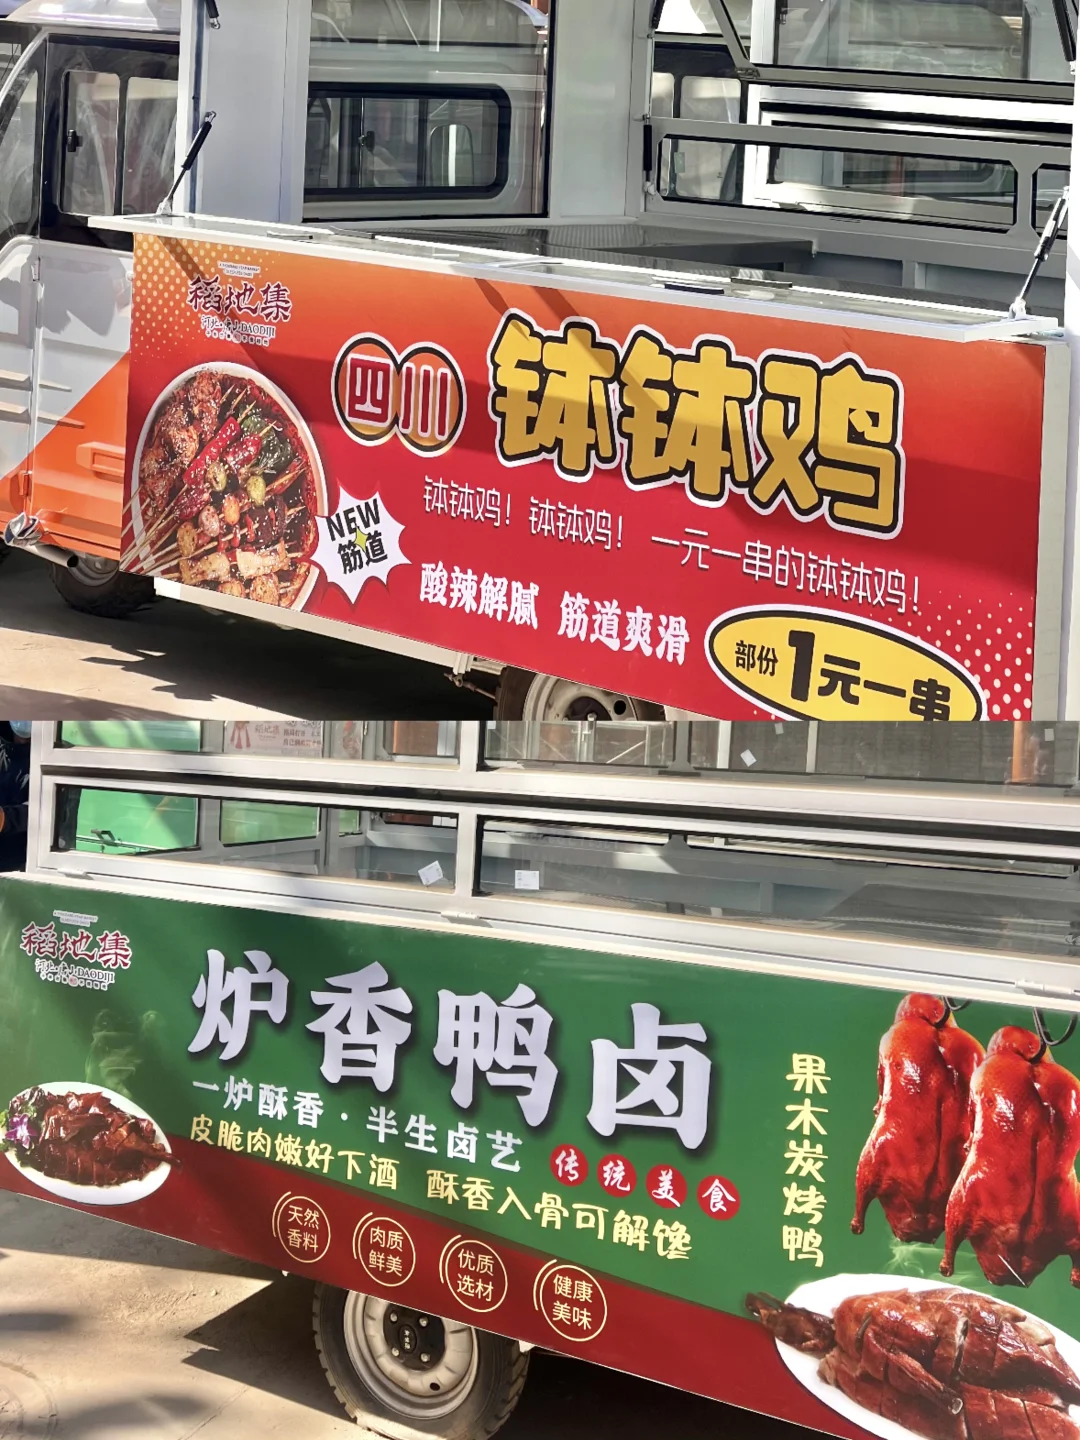 稻地集
DAODIJI
四川 钵钵鸡
钵钵鸡！钵钵鸡！一元一串的钵钵鸡！
NEW
筋道
酸辣解腻 筋道爽滑
部份1元一串
稻地集
DAODIJI
炉香鸭卤
一炉酥香·半生卤艺
皮脆肉嫩好下酒 酥香入骨可解馋
传统美食
天然
香料
肉质
鲜美
优质
选材
健康
美味
果木炭烤鸭